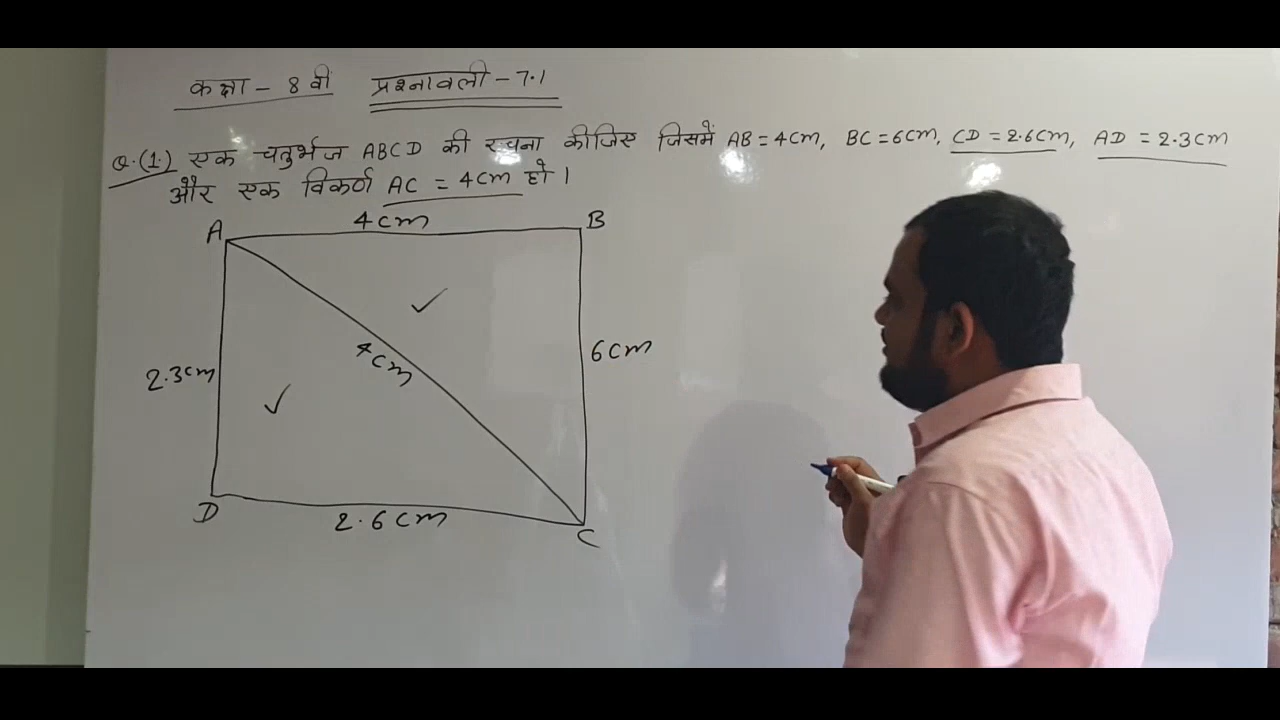 कक्षा - 8 वी प्रश्नावली - 7.1
Q.(1.) एक चतुर्भज ABCD की रचना कीजिए जिसमें AB = 4cm, BC = 6cm, CD = 2.6cm, AD = 2.3cm
और एक विकर्ण AC = 4cm हो ।
4cm
A
B
4cm
6cm
2.3cm
D
2.6cm
C